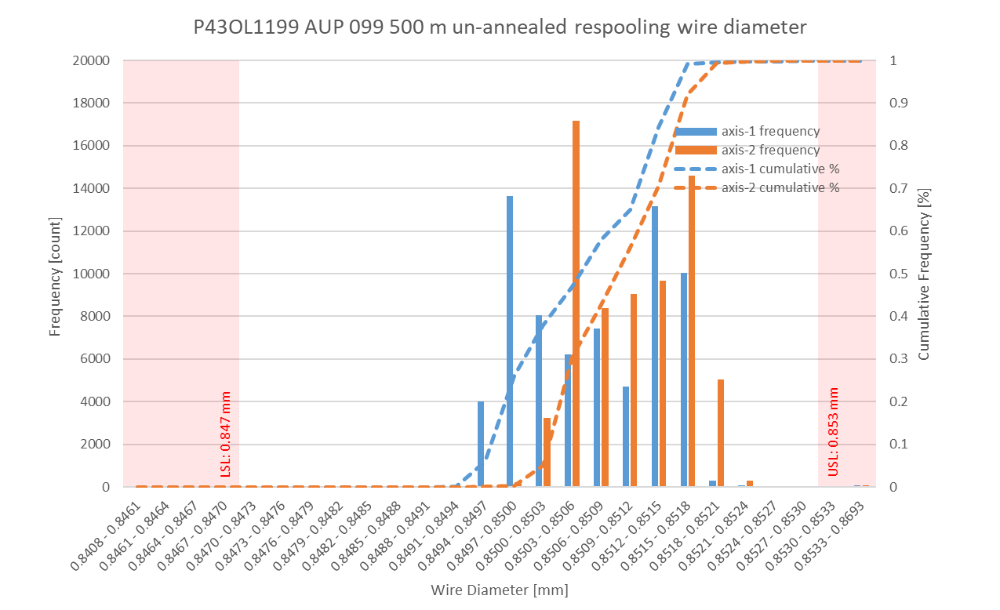 P43OL1199 AUP 099 500 m un-annealed respooling wire diameter
20000
18000
16000
14000
12000
10000
8000
6000
4000
2000
0
Frequency [count]
1
0.9
0.8
0.7
0.6
0.5
0.4
0.3
0.2
0.1
0
Cumulative Frequency [%]
axis-1 frequency
axis-2 frequency
axis-1 cumulative %
axis-2 cumulative %
LSL: 0.847 mm
USL: 0.853 mm
0.8408 - 0.8461
0.8461 - 0.8464
0.8464 - 0.8467
0.8467 - 0.8470
0.8470 - 0.8473
0.8473 - 0.8476
0.8476 - 0.8479
0.8479 - 0.8482
0.8482 - 0.8485
0.8485 - 0.8488
0.8488 - 0.8491
0.8491 - 0.8494
0.8494 - 0.8497
0.8497 - 0.8500
0.8500 - 0.8503
0.8503 - 0.8506
0.8506 - 0.8509
0.8509 - 0.8512
0.8512 - 0.8515
0.8515 - 0.8518
0.8518 - 0.8521
0.8521 - 0.8524
0.8524 - 0.8527
0.8527 - 0.8530
0.8530 - 0.8533
0.8533 - 0.8693
Wire Diameter [mm]